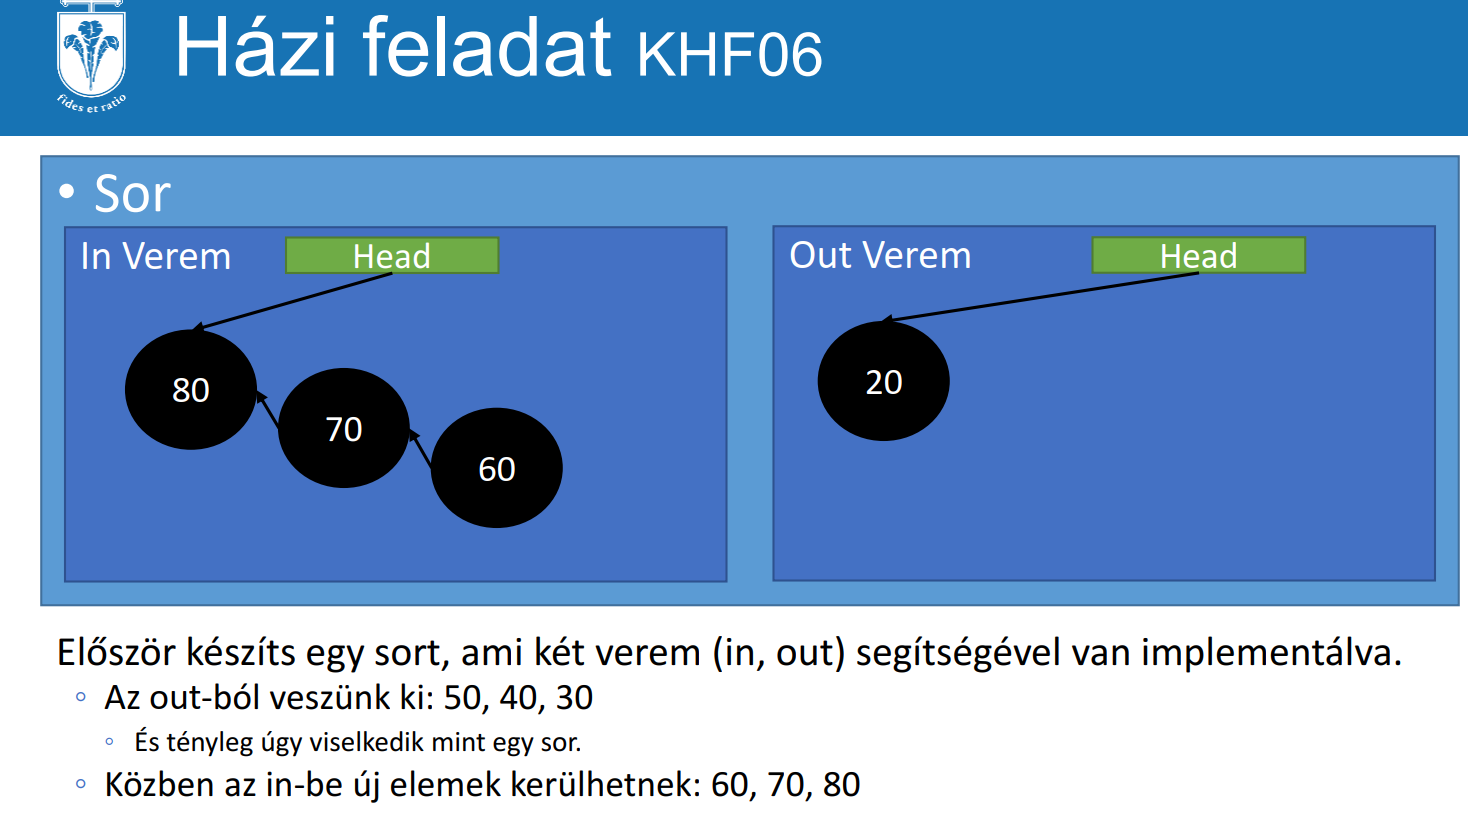 fides et ratio
Házi feladat KHF06
• Sor
In Verem
Head
80
70
60
Out Verem
Head
20
Először készíts egy sort, ami két verem (in, out) segítségével van implementálva.
◦ Az out-ból veszünk ki: 50, 40, 30
◦ És tényleg úgy viselkedik mint egy sor.
◦ Közben az in-be új elemek kerülhetnek: 60, 70, 80